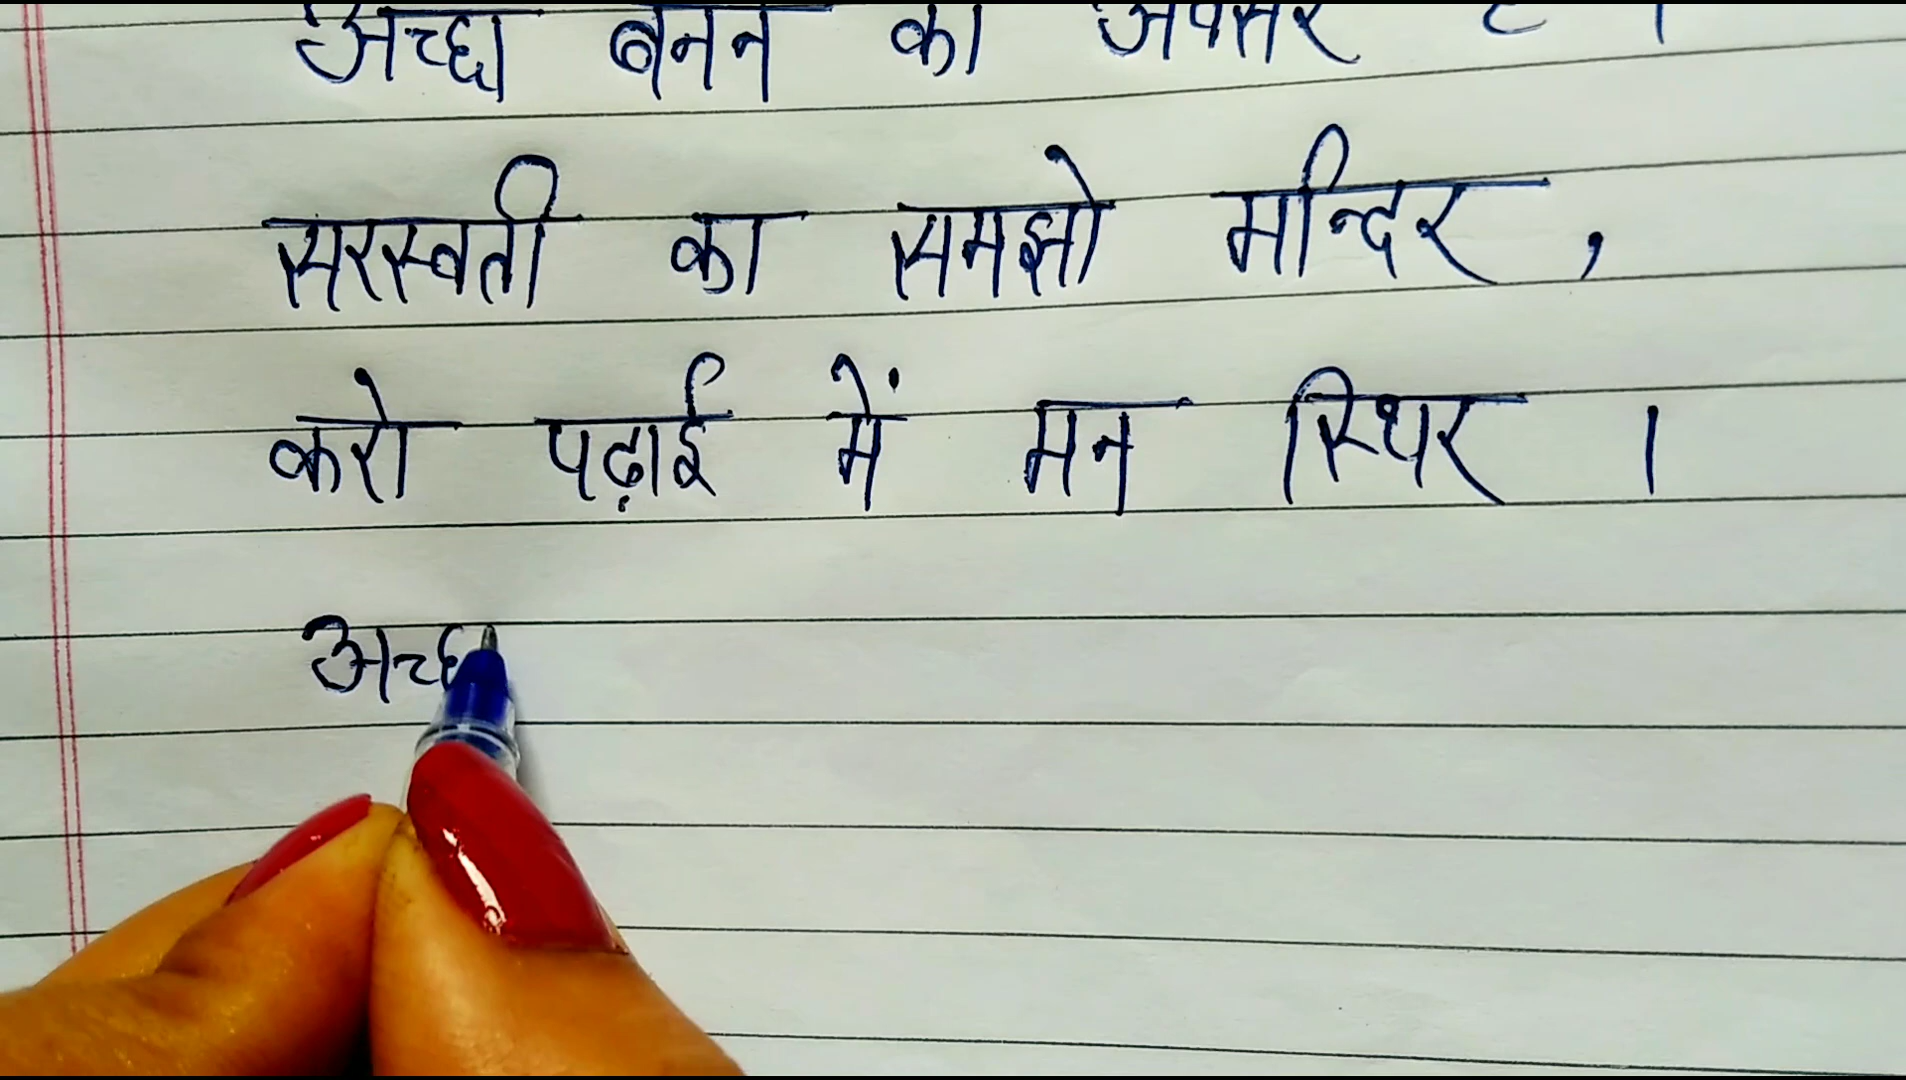 अच्छा बनने का अवसर है ।
सरस्वती का समझो मन्दिर ,
करो पढ़ाई में मन स्थिर ।
अच्छ